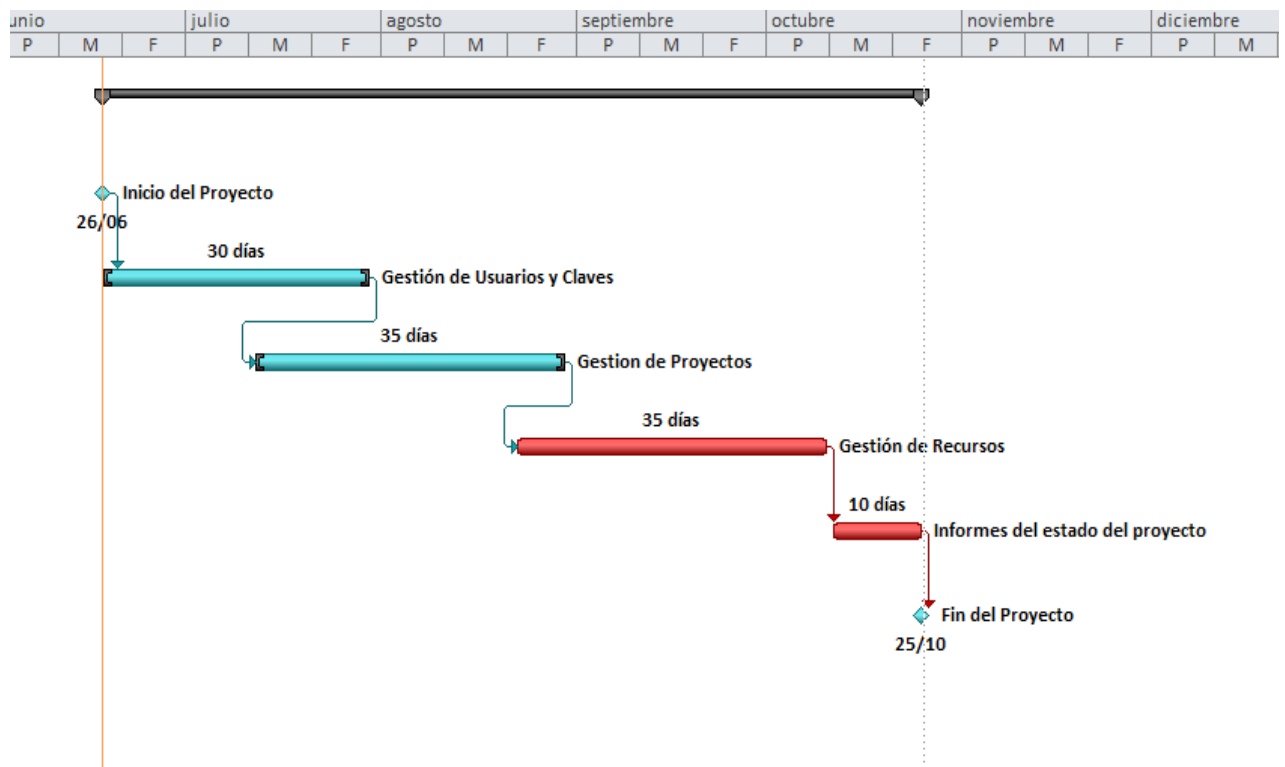 unio julio agosto septiembre octubre noviembre diciembre
P M F P M F P M F P M F P M F P M F P M
Inicio del Proyecto
26/06
30 días
Gestión de Usuarios y Claves
35 días
Gestion de Proyectos
35 días
Gestión de Recursos
10 días
Informes del estado del proyecto
Fin del Proyecto
25/10